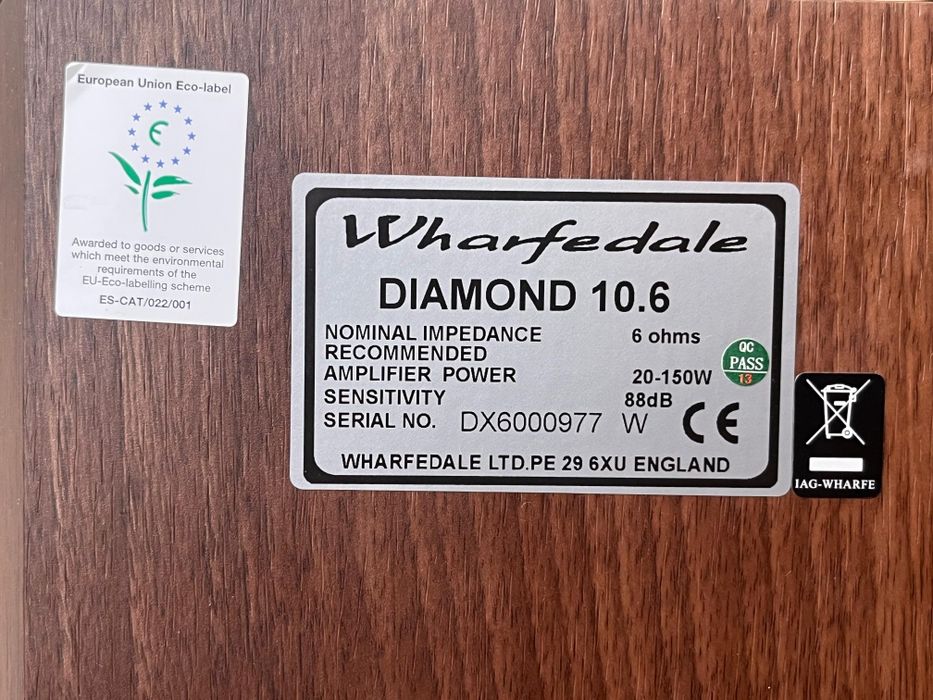 European Union Eco-label
Awarded to goods or services
which meet the environmental
requirements of the
EU-Eco-labelling scheme
ES-CAT/022/001
Wharfedale
DIAMOND 10.6
NOMINAL IMPEDANCE 6 ohms
RECOMMENDED
AMPLIFIER POWER 20-150W
SENSITIVITY 88dB
SERIAL NO. DX6000977 W CE
WHARFEDALE LTD.PE 29 6XU ENGLAND
QC
PASS
13
IAG-WHARFE